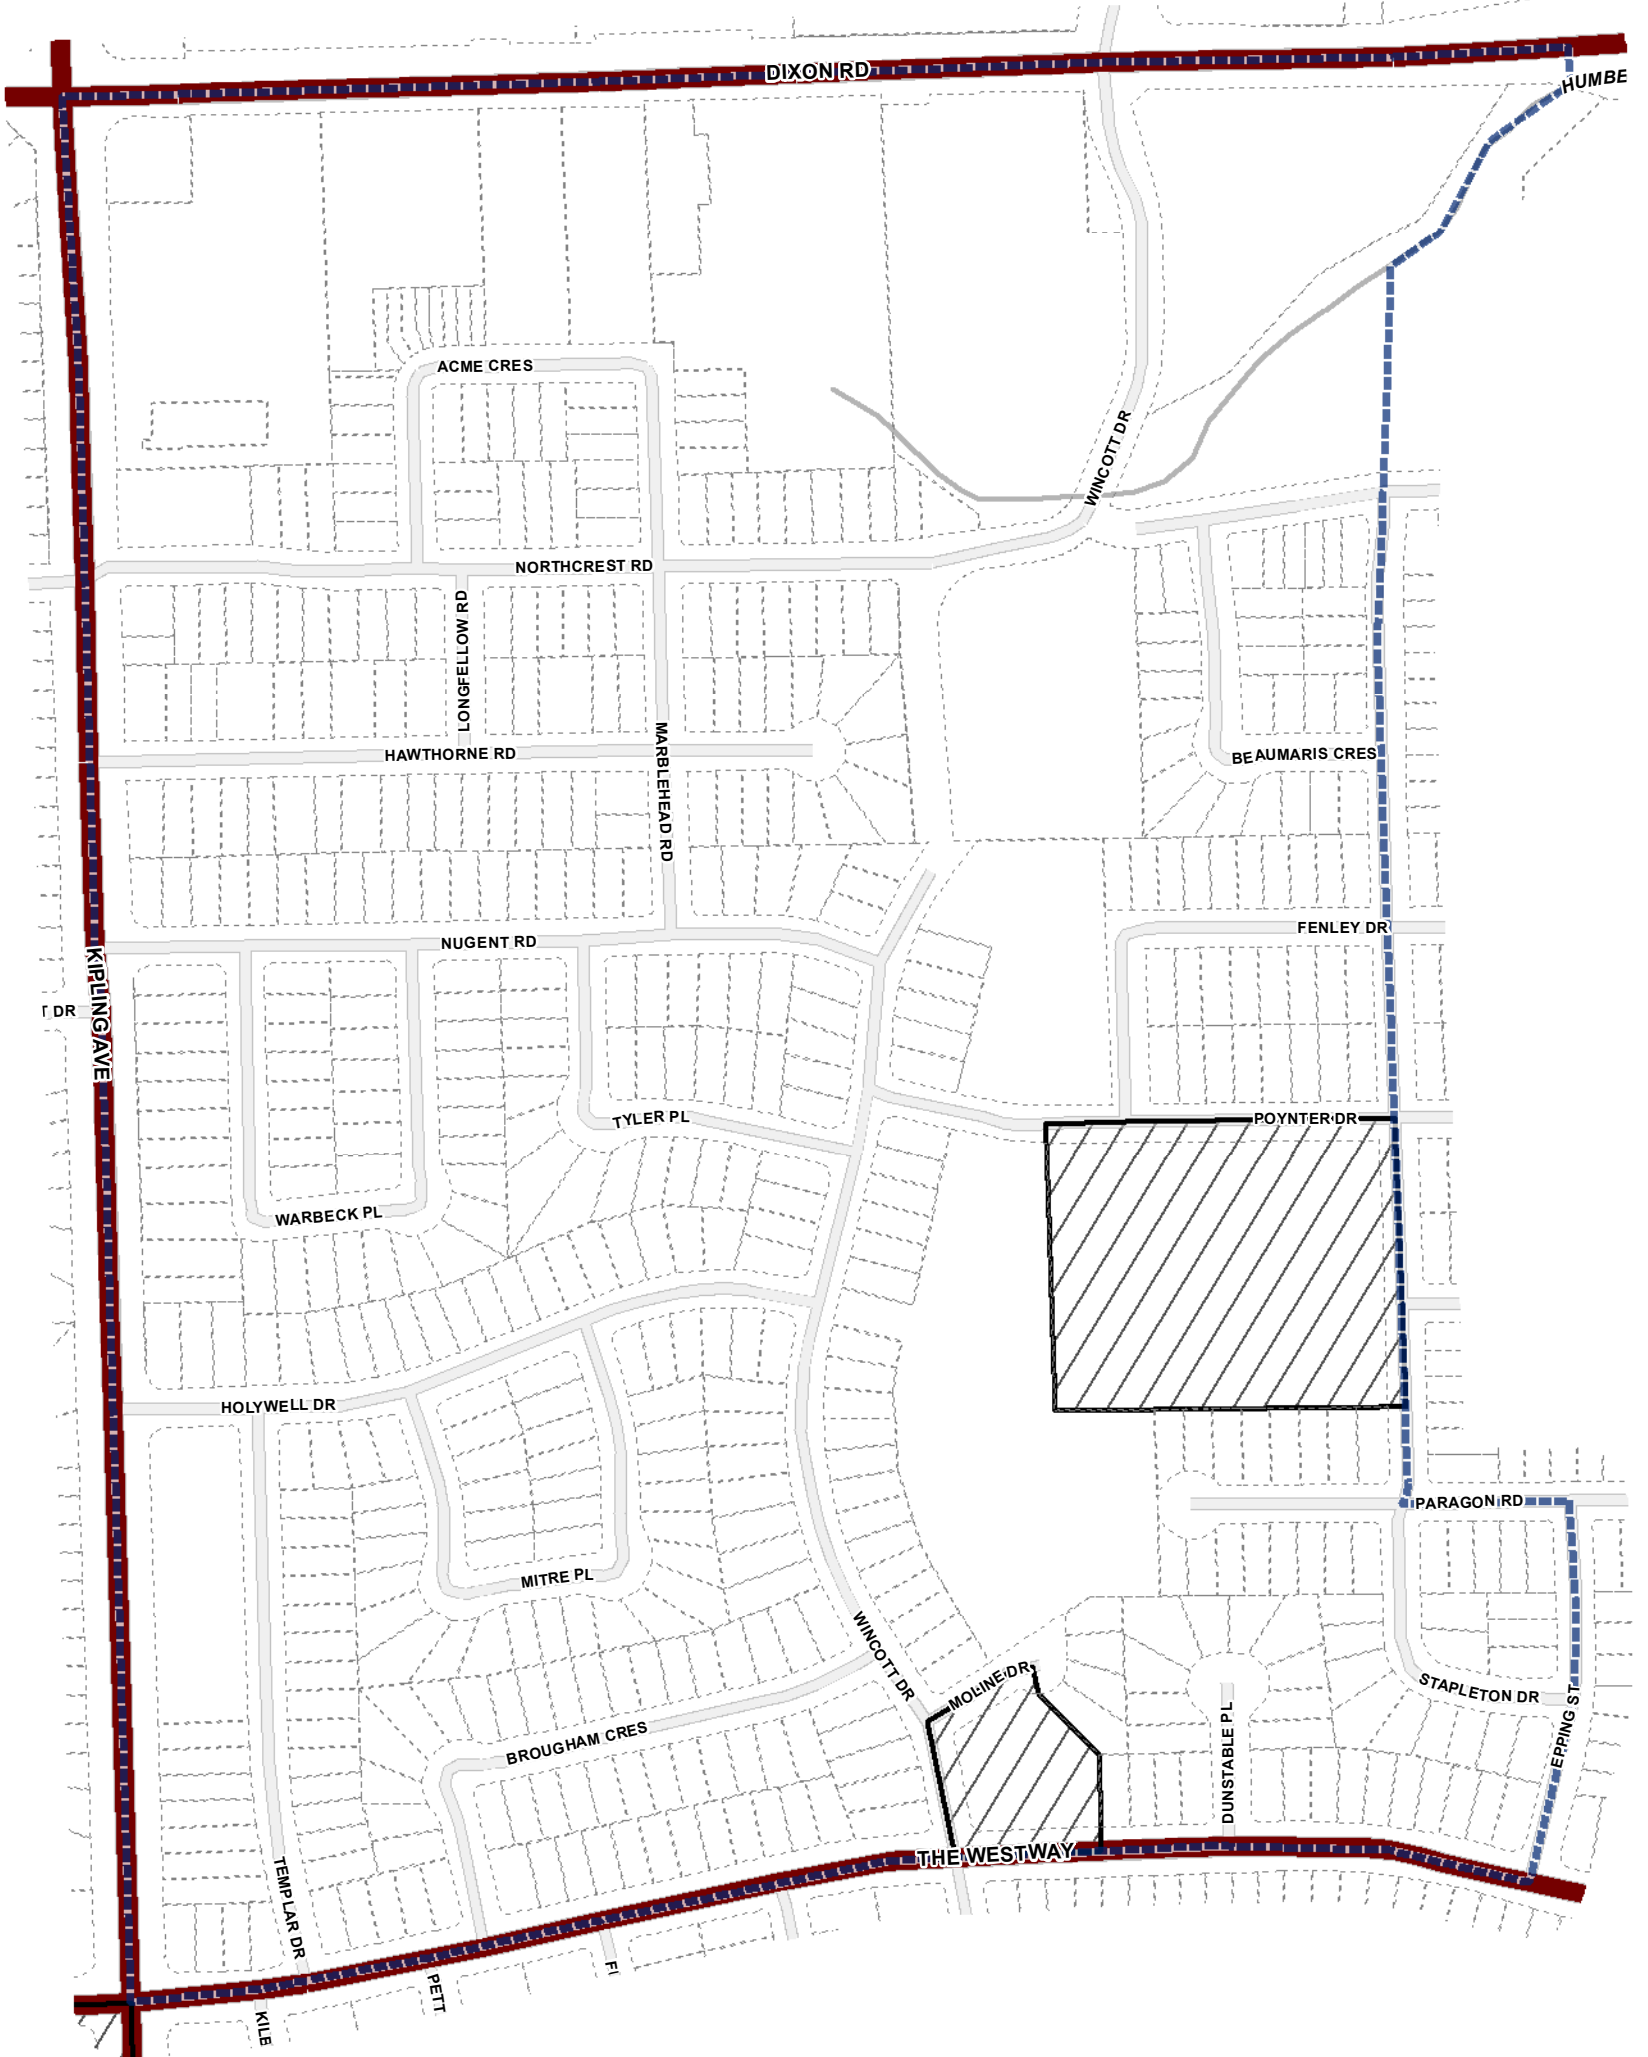 DIXON RD
HUMBE
ACME CRES
WINCOTT DR
NORTHCREST RD
LONGFELLOW RD
MARBLEHEAD RD
HAWTHORNE RD
BEAUMARIS CRES
FENLEY DR
NUGENT RD
KIPLING AVE
T DR
TYLER PL
POYNTER DR
WARBECK PL
HOLYWELL DR
PARAGON RD
MITRE PL
WINCOTT DR
MOLINE DR
STAPLETON DR
EPPING ST
DUNSTABLE PL
BROUGHAM CRES
THE WESTWAY
TEMPLAR DR
FI
PETT
KILB